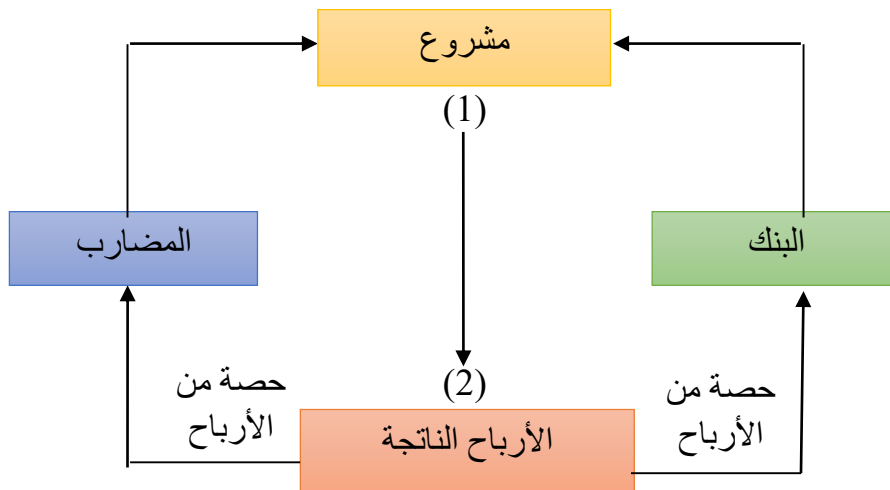 مشروع
(1)
البنك
المضارب
(2)
حصة من
الأرباح
حصة من
الأرباح
الأرباح الناتجة